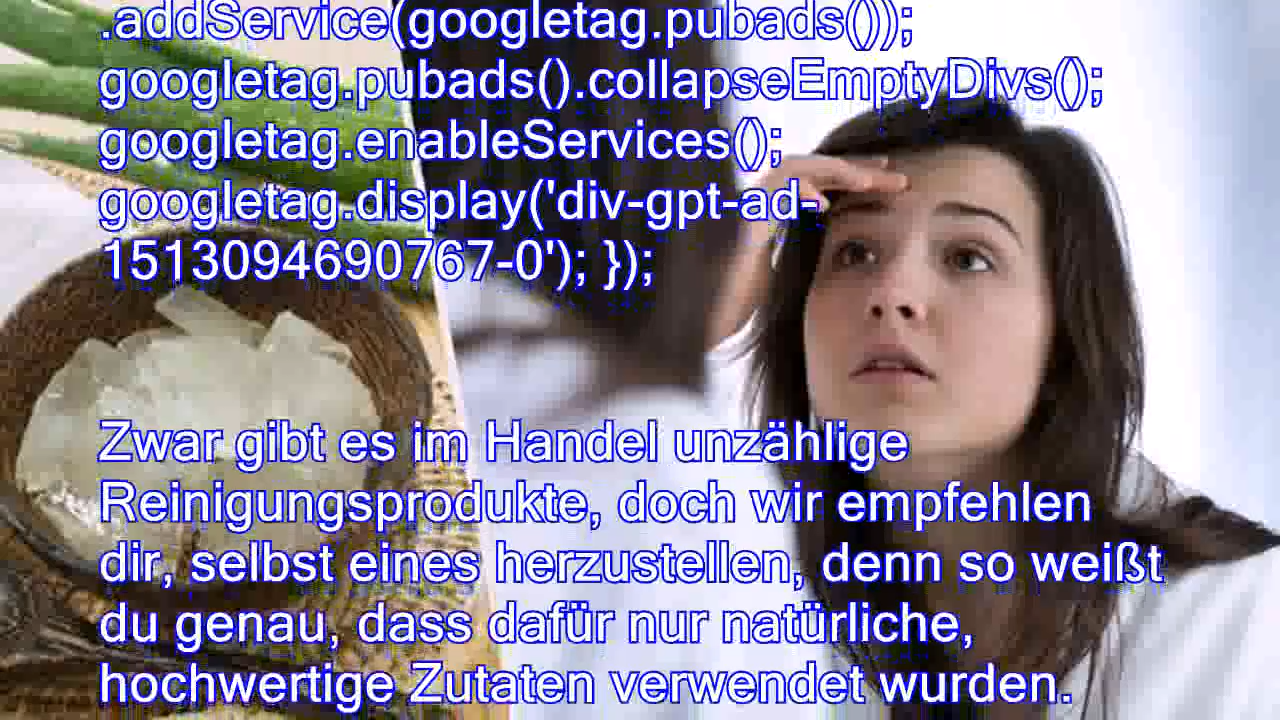 .addService(googletag.pubads());
googletag.pubads().collapseEmptyDivs();
googletag.enableServices();
googletag.display('div-gpt-ad-
1513094690767-0'); });
Zwar gibt es im Handel unzählige
Reinigungsprodukte, doch wir empfehlen
dir, selbst eines herzustellen, denn so weißt
du genau, dass dafür nur natürliche,
hochwertige Zutaten verwendet wurden.